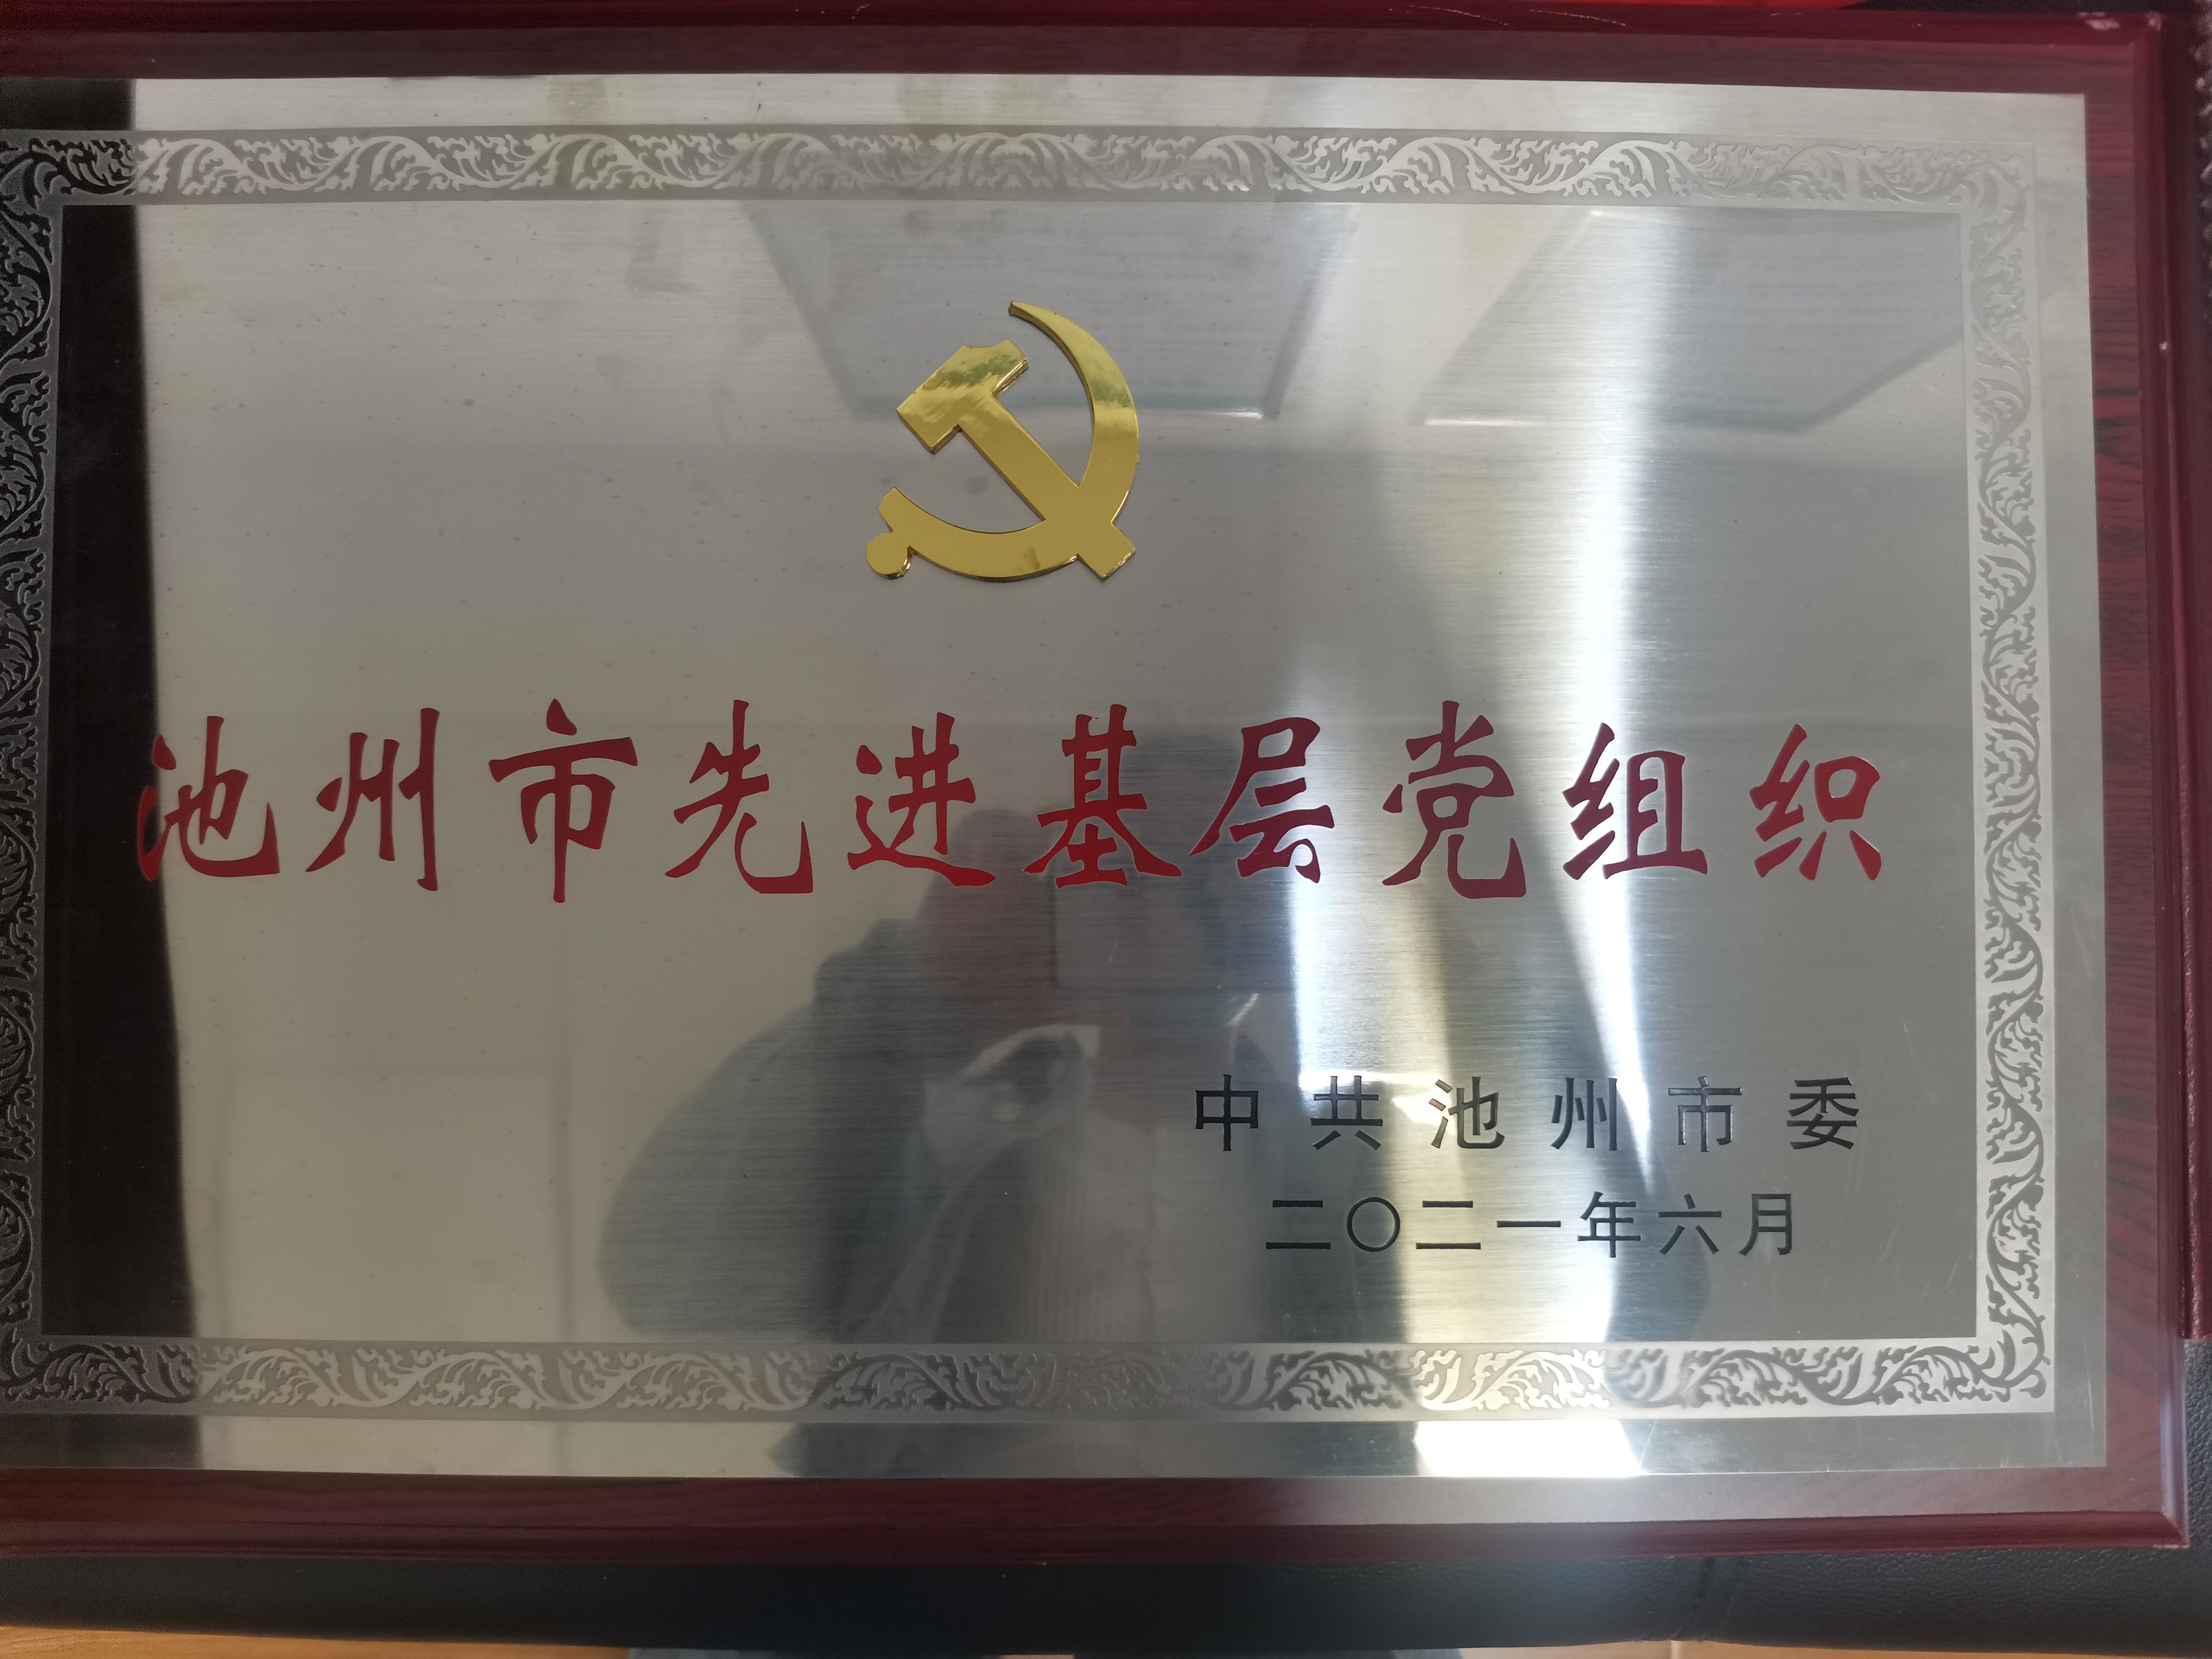 池州市先进基层党组织
中共池州市委
二〇二一年六月